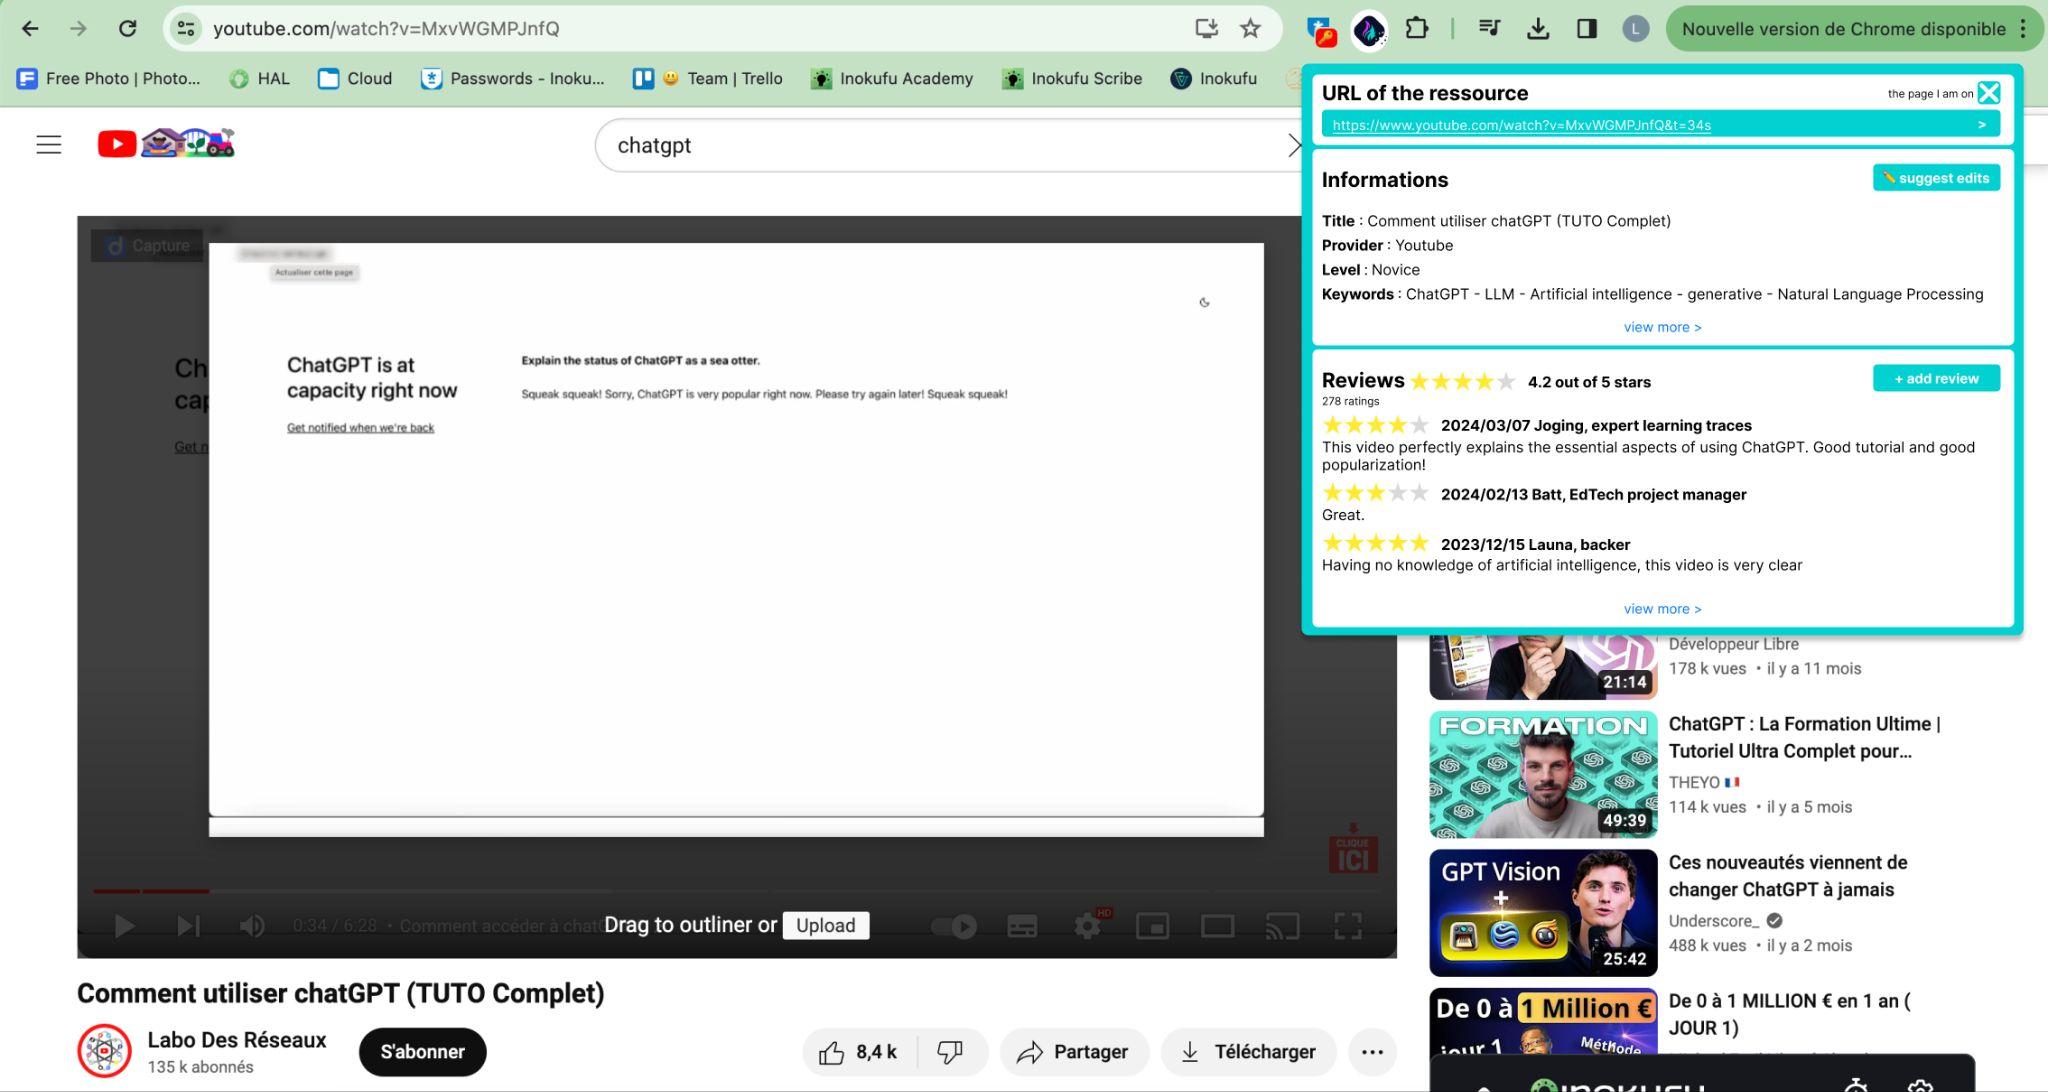 youtube.com/watch?v=MxvWGMPJnfQ
L
Nouvelle version de Chrome disponible
Free Photo | Photo...
HAL
Cloud
Passwords - Inoku...
Team | Trello
Inokufu Academy
Inokufu Scribe
Inokufu
chatgpt
URL of the ressource
the page I am on
https://www.youtube.com/watch?v=MxvWGMPJnfQ&t=34s
>
Informations
suggest edits
Title : Comment utiliser chatGPT (TUTO Complet)
Provider : Youtube
Level : Novice
Keywords : ChatGPT - LLM - Artificial intelligence - generative - Natural Language Processing
view more >
Reviews
4.2 out of 5 stars
+ add review
278 ratings
2024/03/07 Joging, expert learning traces
This video perfectly explains the essential aspects of using ChatGPT. Good tutorial and good
popularization!
2024/02/13 Batt, EdTech project manager
Great.
2023/12/15 Launa, backer
Having no knowledge of artificial intelligence, this video is very clear
view more >
Capture
Actualiser cette page
Ch
cap
Get n
ChatGPT is at
capacity right now
Get notified when we're back
Explain the status of ChatGPT as a sea otter.
Squeak squeak! Sorry, ChatGPT is very popular right now. Please try again later! Squeak squeak!
CLIQUE
ICI
0:34 / 6:28 • Comment accéder à chat
Drag to outliner or Upload
HD
Comment utiliser chatGPT (TUTO Complet)
Labo Des Réseaux
135 k abonnés
S'abonner
8,4 k
Partager
Télécharger
21:14
Développeur Libre
178 k vues • il y a 11 mois
FORMATION
49:39
ChatGPT : La Formation Ultime |
Tutoriel Ultra Complet pour...
THEYO
114 k vues • il y a 5 mois
GPT Vision
+
25:42
Ces nouveautés viennent de
changer ChatGPT à jamais
Underscore_
488 k vues • il y a 2 mois
De 0 à 1 Million €
jour 1
Méthode
De 0 à 1 MILLION € en 1 an (
JOUR 1)
INOKUFU